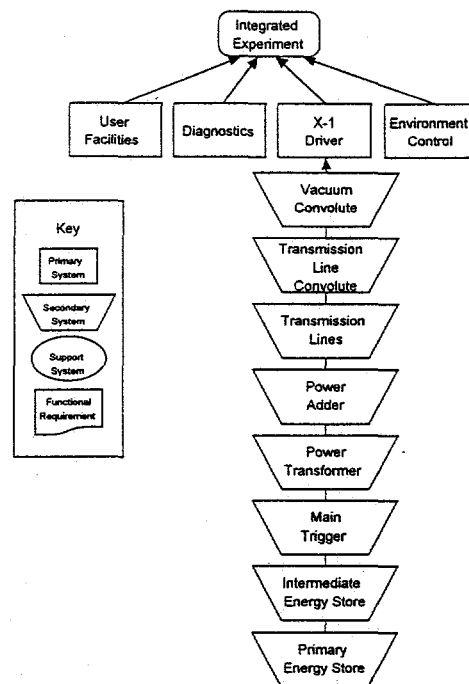 Integrated
Experiment
User
Facilities
Diagnostics
X-1
Driver
Environment
Control
Vacuum
Convolute
Key
Primary
System
Secondary
System
Support
System
Functional
Requirement
Transmission
Line
Convolute
Transmission
Lines
Power
Adder
Power
Transformer
Main
Trigger
Intermediate
Energy Store
Primary
Energy Store